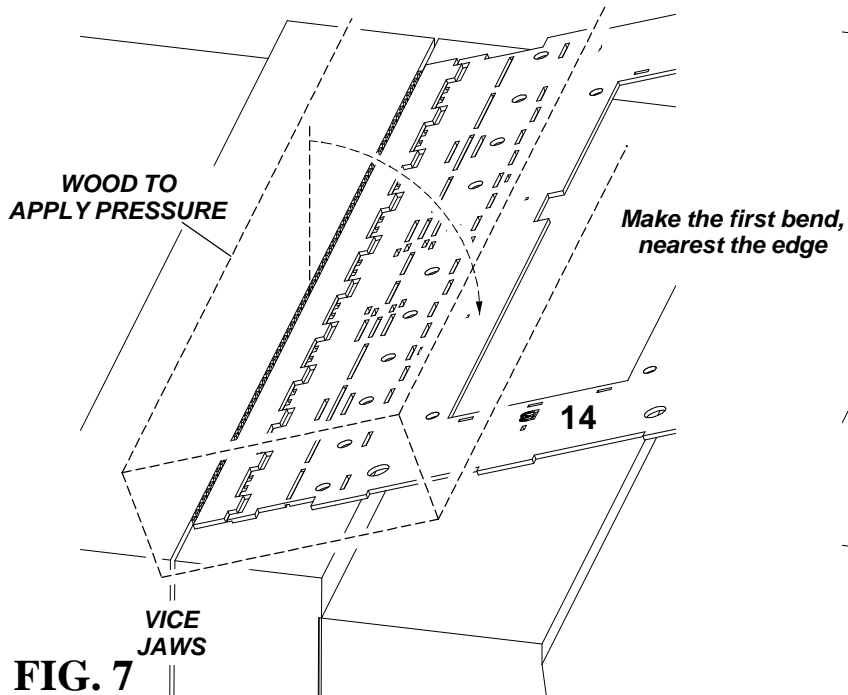 WOOD TO
APPLY PRESSURE
Make the first bend,
nearest the edge
14
VICE
JAWS
FIG. 7